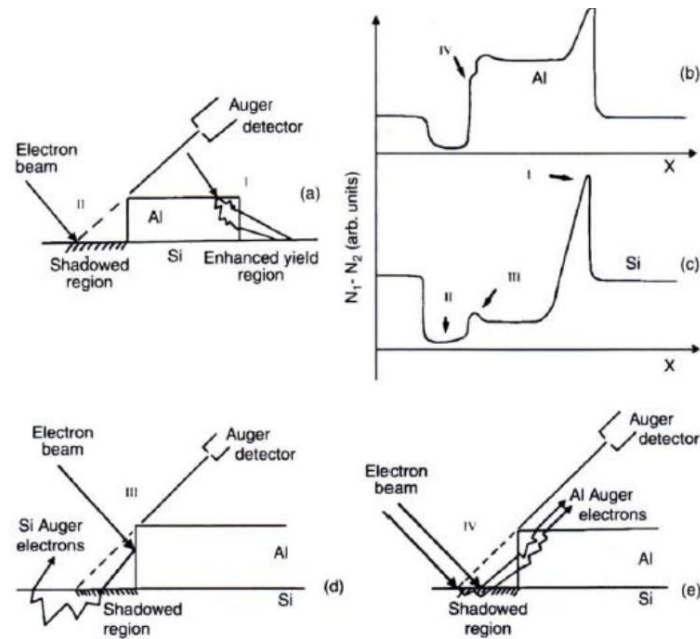 Auger
detector
Electron
beam
II
I
(a)
Al
Si
Shadowed
region
Enhanced yield
region
IV
Al
(b)
X
N₁- N₂ (arb. units)
I
Si
II
III
(c)
X
Electron
beam
Auger
detector
III
Si Auger
electrons
Al
Shadowed
region
Si
(d)
Auger
detector
Electron
beam
Al Auger
electrons
IV
Al
Shadowed
region
Si
(e)